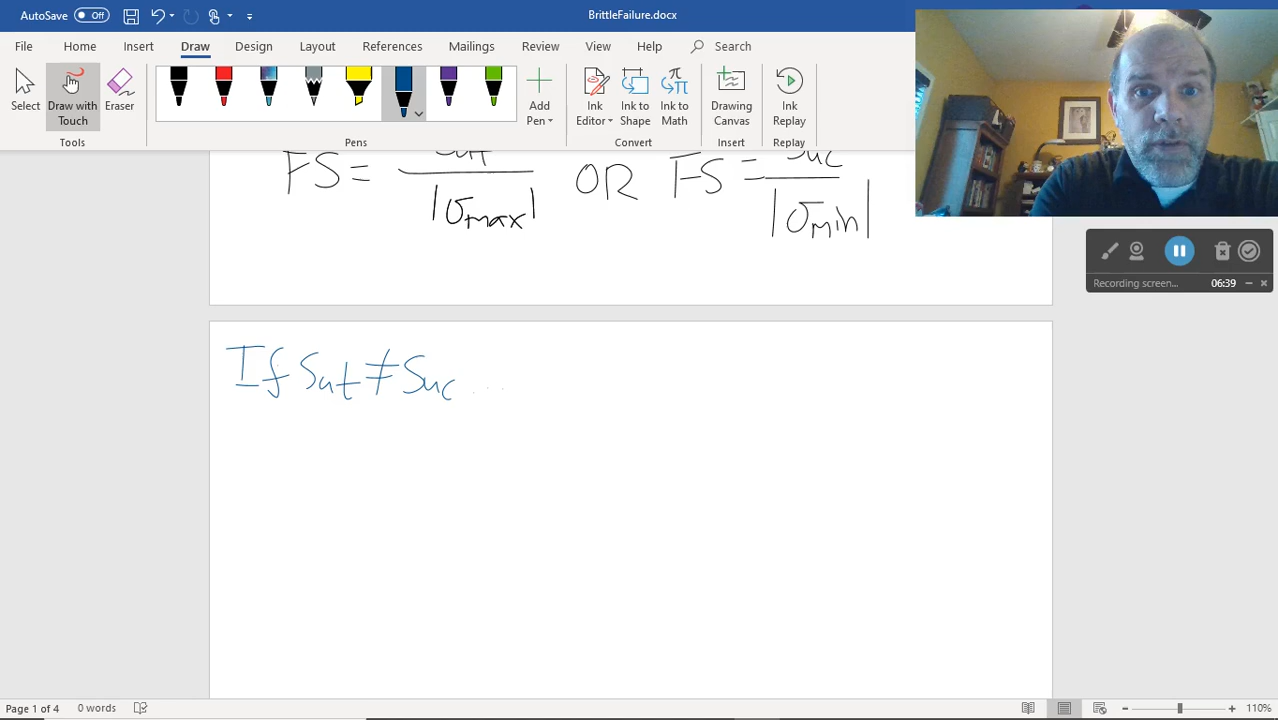 AutoSave Off BrittleFailure.docx
File Home Insert Draw Design Layout References Mailings Review View Help Search
Select Draw with Touch Eraser Add Pen Ink Editor Ink to Shape Ink to Math Drawing Canvas Ink Replay
Tools Pens Convert Insert Replay
FS = Sut / |σmax| OR FS = Suc / |σmin|
Recording screen... 06:39
If Sut ≠ Suc ...
Page 1 of 4 0 words 110%